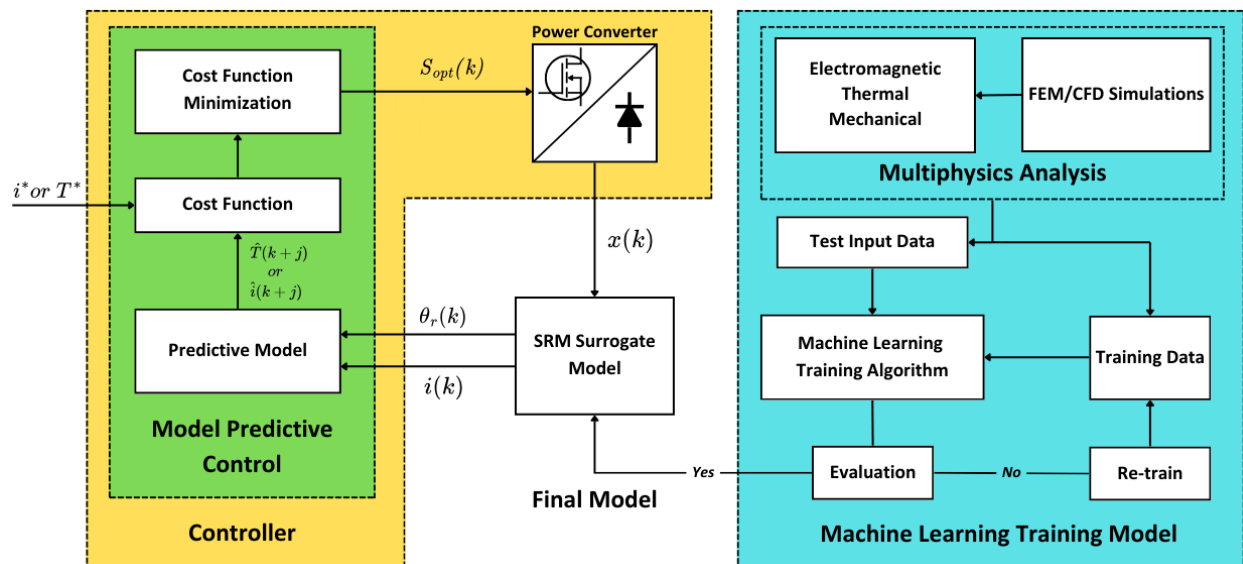 Power Converter
Cost Function
Minimization
S_{opt}(k)
Electromagnetic
Thermal
Mechanical
FEM/CFD Simulations
Multiphysics Analysis
i* or T*
Cost Function
T̂(k + j)
or
î(k + j)
x(k)
Test Input Data
θ_r(k)
Predictive Model
i(k)
SRM Surrogate
Model
Machine Learning
Training Algorithm
Training Data
Model Predictive
Control
Yes
Evaluation
No
Re-train
Final Model
Controller
Machine Learning Training Model